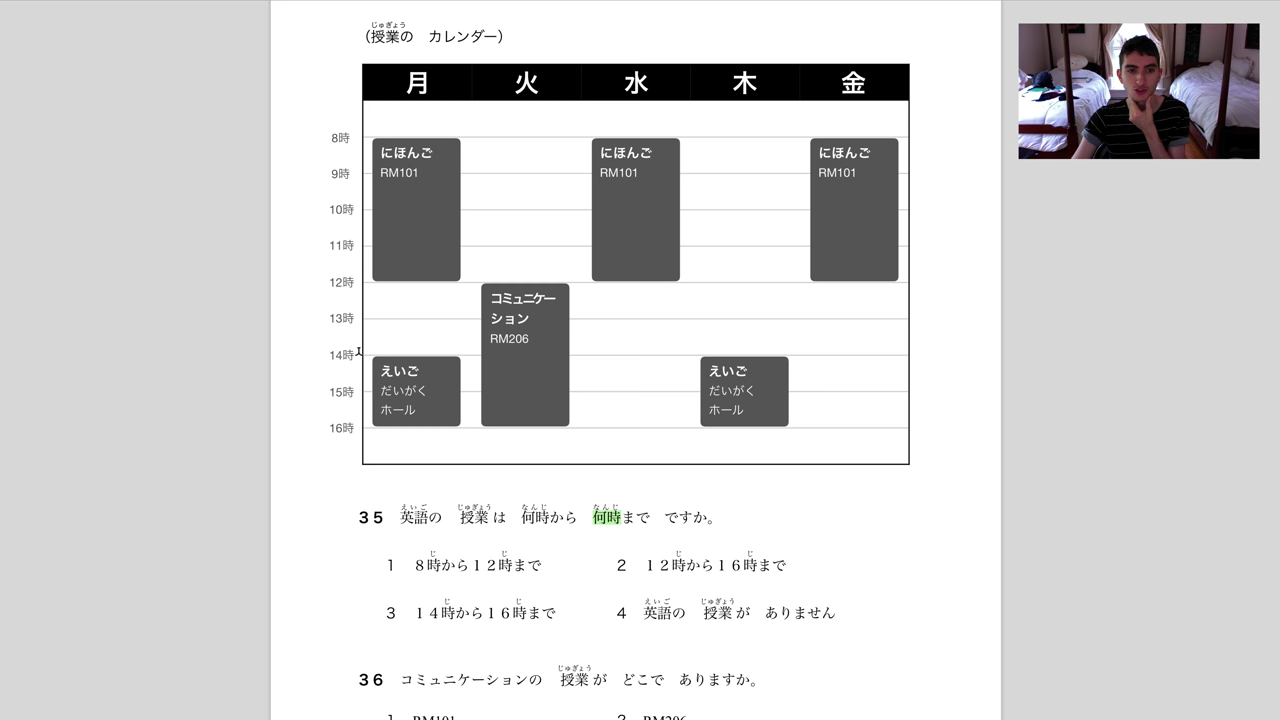 じゅぎょう
（授業の　カレンダー）
月　火　水　木　金
8時
9時
10時
11時
12時
13時
14時
15時
16時
にほんご
RM101
えいご
だいがく
ホール
コミュニケー
ション
RM206
にほんご
RM101
えいご
だいがく
ホール
にほんご
RM101
えいご　じゅぎょう　なんじ　なんじ
３５　英語の　授業は　何時から　何時まで　ですか。
じ　じ　じ　じ
1　８時から１２時まで　2　１２時から１６時まで
じ　じ　えいご　じゅぎょう
3　１４時から１６時まで　4　英語の　授業が　ありません
じゅぎょう
３６　コミュニケーションの　授業が　どこで　ありますか。
1　RM101　2　RM206